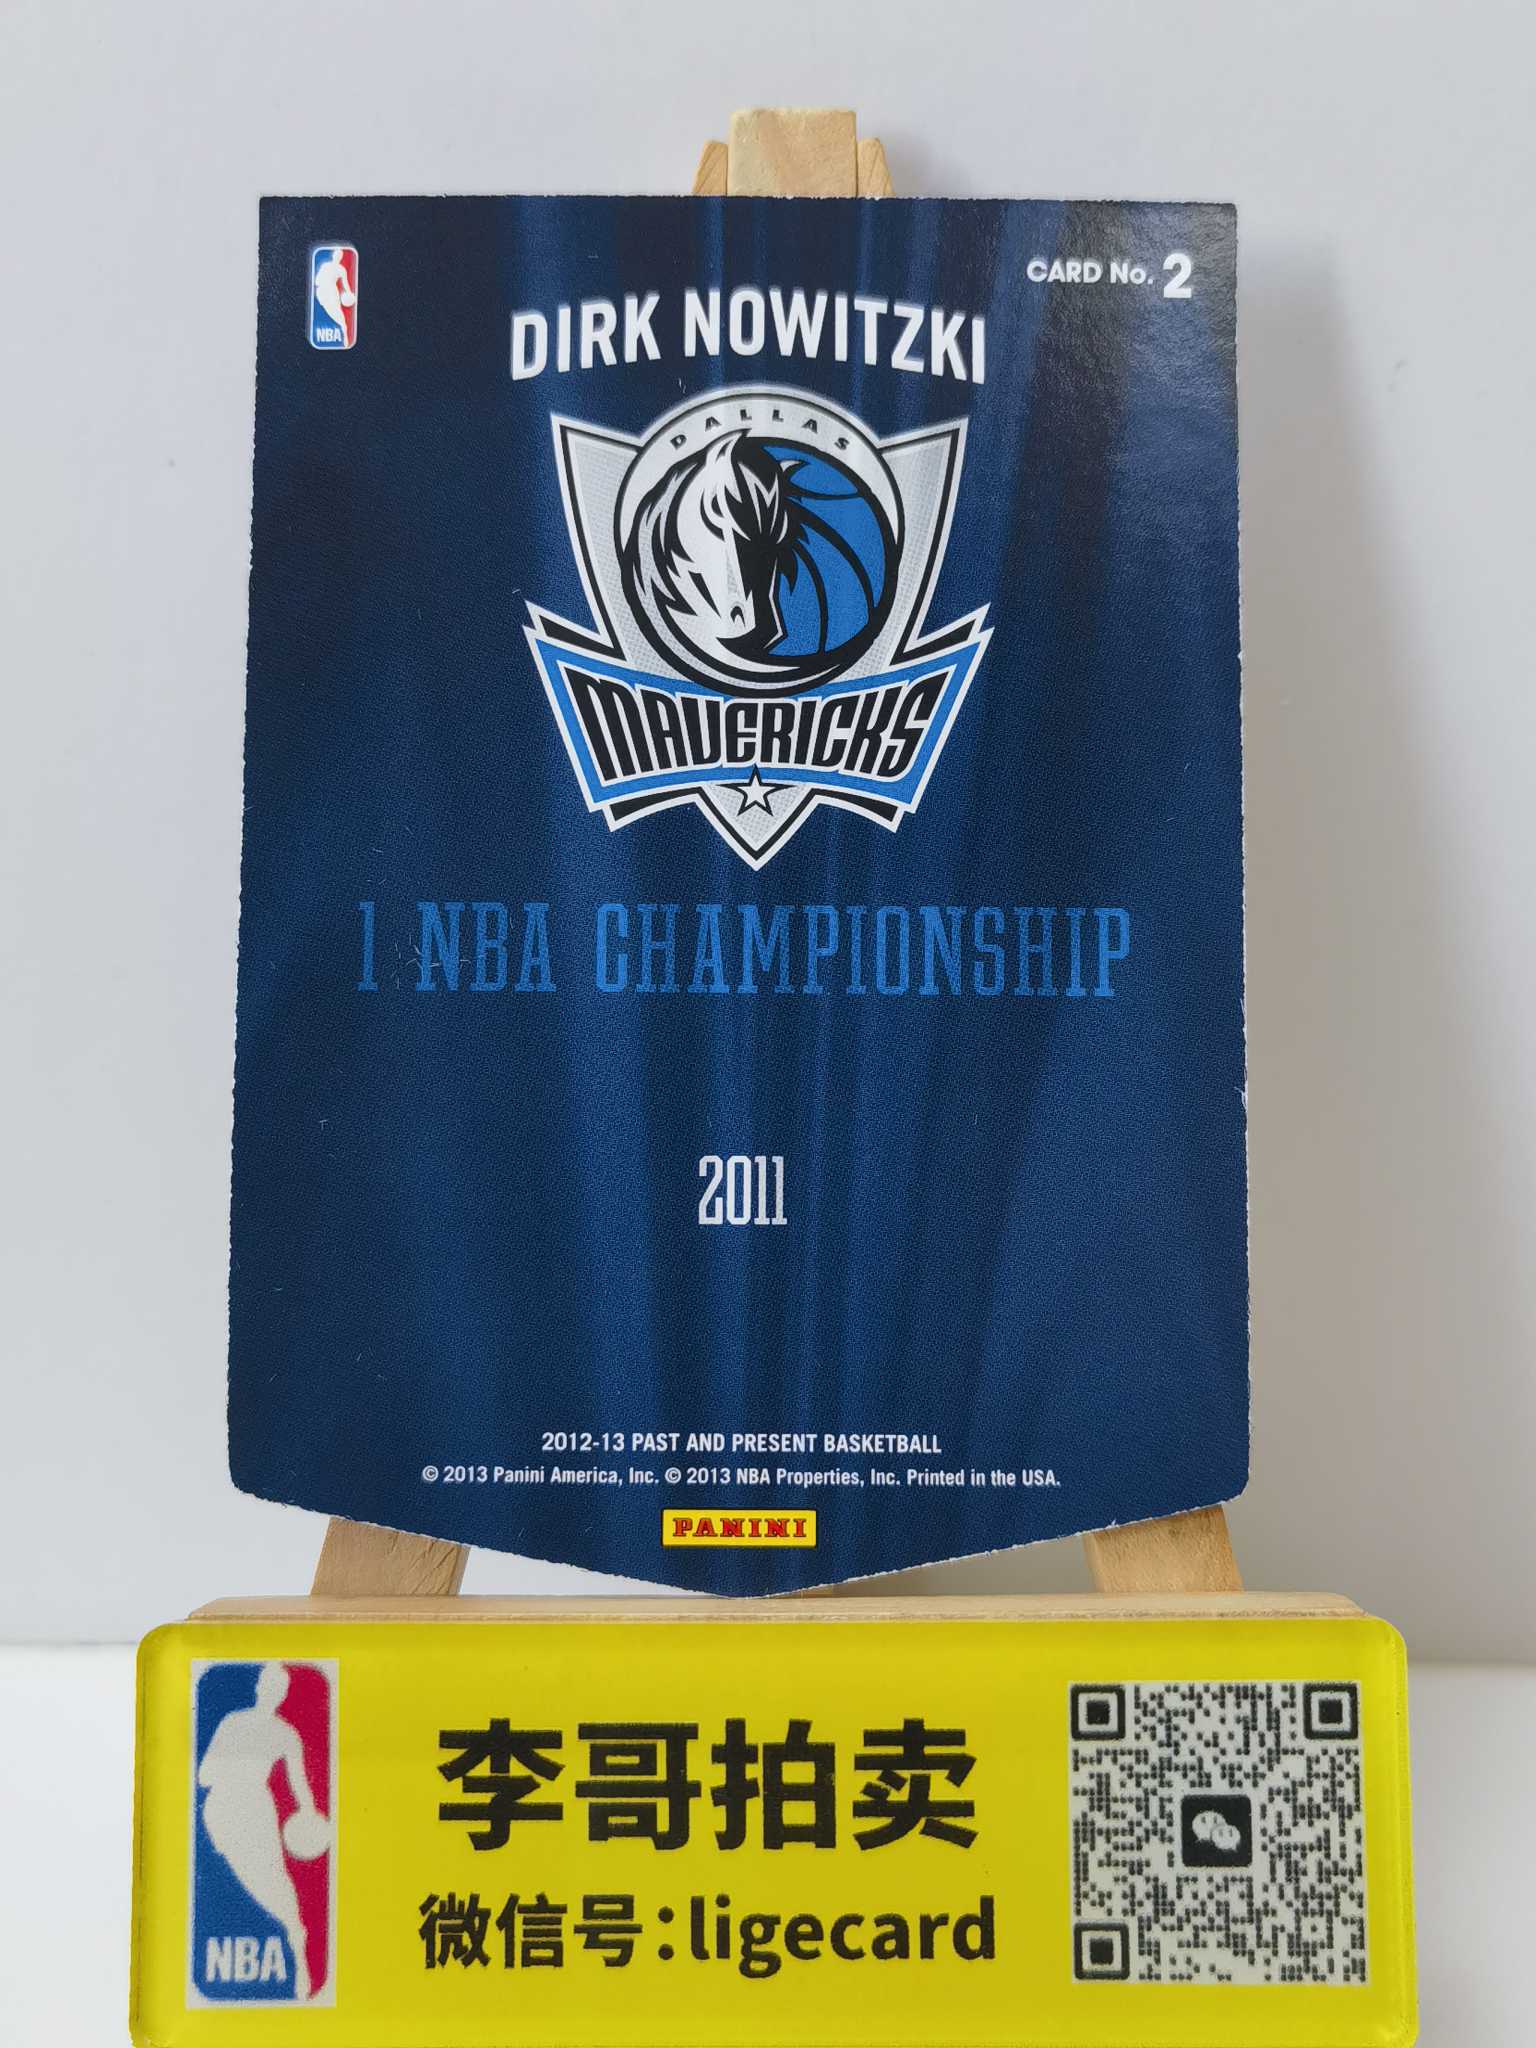 NBA
CARD No. 2
DIRK NOWITZKI
DALLAS
MAVERICKS
1 NBA CHAMPIONSHIP
2011
2012-13 PAST AND PRESENT BASKETBALL
© 2013 Panini America, Inc. © 2013 NBA Properties, Inc. Printed in the USA.
PANINI
李哥拍卖
微信号:ligecard
NBA